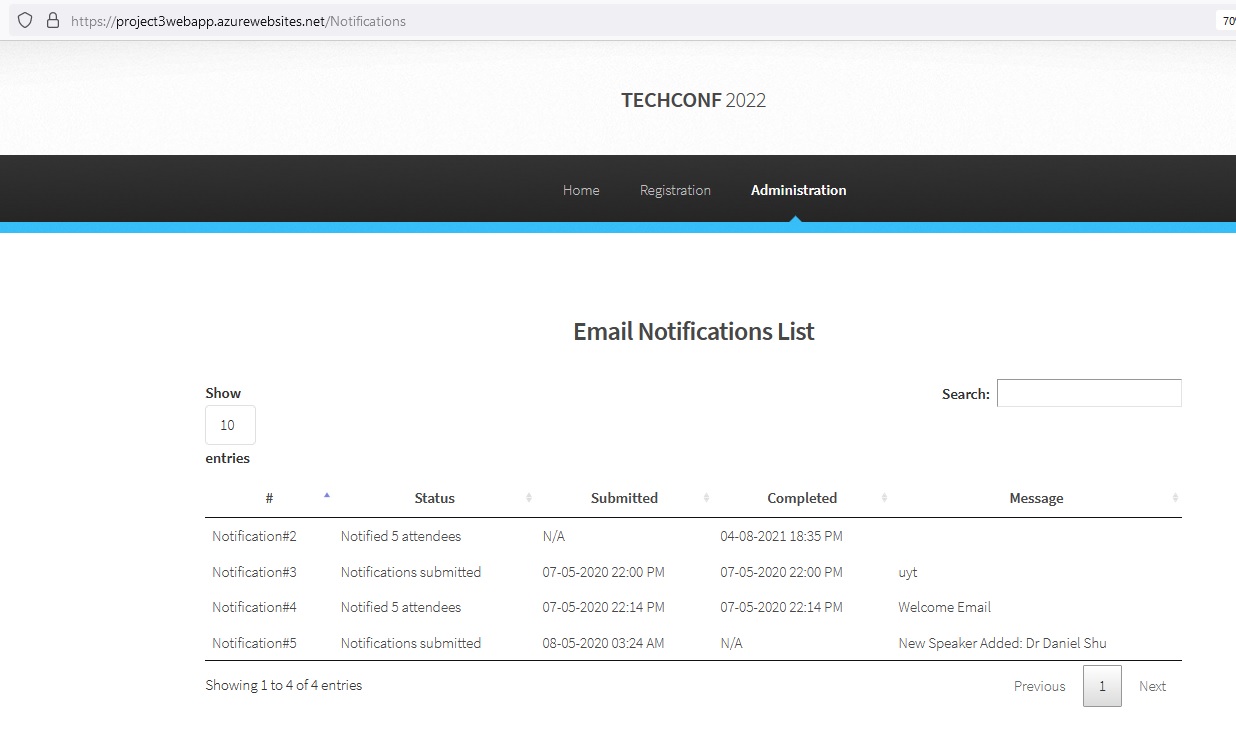 https://project3webapp.azurewebsites.net/Notifications
TECHCONF 2022
Home Registration Administration
Email Notifications List
Show
10
entries
Search:
# Status Submitted Completed Message
Notification#2 Notified 5 attendees N/A 04-08-2021 18:35 PM
Notification#3 Notifications submitted 07-05-2020 22:00 PM 07-05-2020 22:00 PM uyt
Notification#4 Notified 5 attendees 07-05-2020 22:14 PM 07-05-2020 22:14 PM Welcome Email
Notification#5 Notifications submitted 08-05-2020 03:24 AM N/A New Speaker Added: Dr Daniel Shu
Showing 1 to 4 of 4 entries
Previous 1 Next